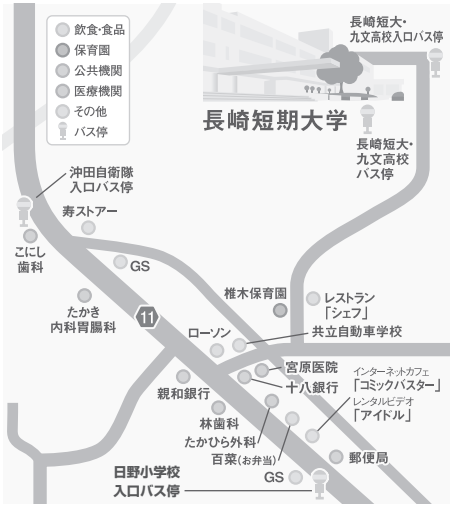 飲食・食品
保育園
公共機関
医療機関
その他
バス停
長崎短大・
九文高校入口バス停
長崎短期大学
長崎短大・
九文高校
バス停
沖田自衛隊
入口バス停
寿ストアー
こにし
歯科
GS
たかき
内科胃腸科
11
椎木保育園
レストラン
「シェフ」
ローソン
共立自動車学校
宮原医院
十八銀行
親和銀行
インターネットカフェ
「コミックバスター」
レンタルビデオ
「アイドル」
林歯科
たかひら外科
百菜(お弁当)
郵便局
日野小学校
入口バス停
GS